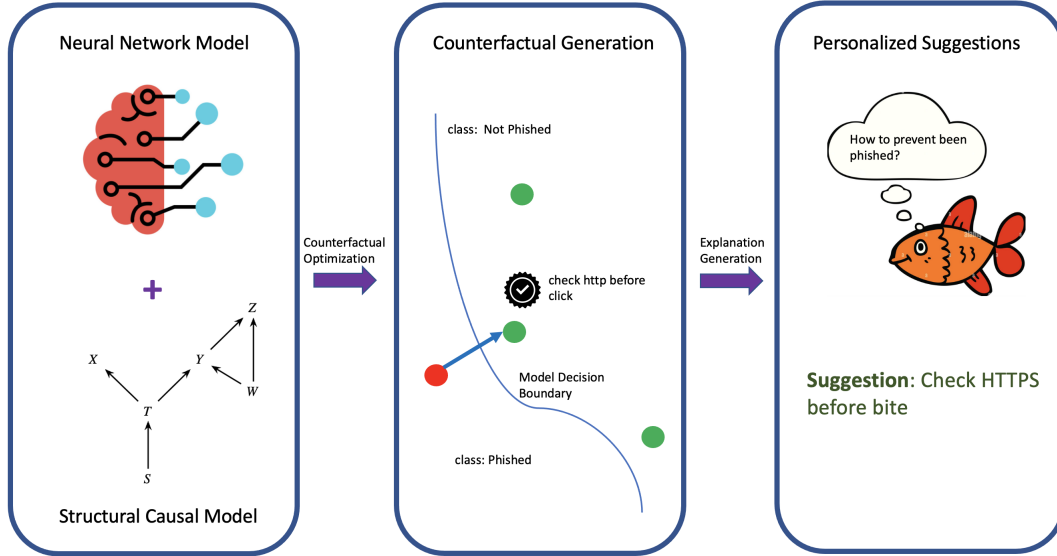 Neural Network Model
+
Z
X
Y
W
T
S
Structural Causal Model
Counterfactual
Optimization
Counterfactual Generation
class: Not Phished
check http before
click
Model Decision
Boundary
class: Phished
Explanation
Generation
Personalized Suggestions
How to prevent been
phished?
Suggestion: Check HTTPS
before bite